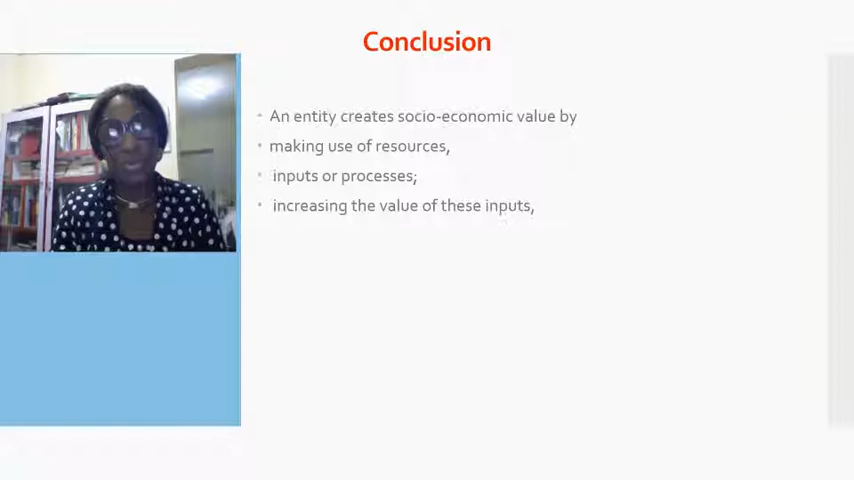 Conclusion
An entity creates socio-economic value by
making use of resources,
inputs or processes;
increasing the value of these inputs,